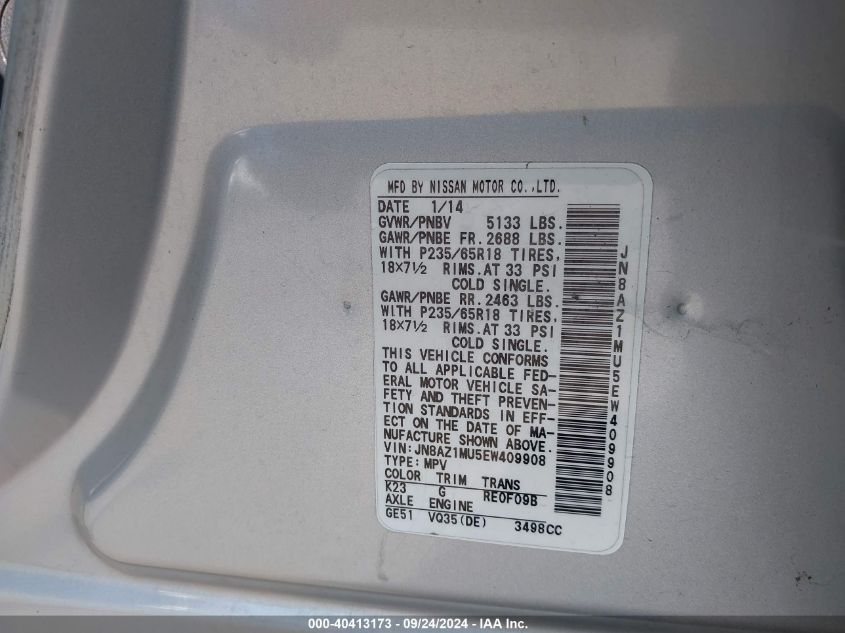 MFD BY NISSAN MOTOR CO.,LTD.
DATE 1/14
GVWR/PNBV 5133 LBS.
GAWR/PNBE FR.2688 LBS.
WITH P235/65R18 TIRES,
18×7½ RIMS.AT 33 PSI
COLD SINGLE.
GAWR/PNBE RR.2463 LBS.
WITH P235/65R18 TIRES,
18×7½ RIMS.AT 33 PSI
COLD SINGLE.
THIS VEHICLE CONFORMS
TO ALL APPLICABLE FED-
ERAL MOTOR VEHICLE SA-
FETY AND THEFT PREVEN-
TION STANDARDS IN EFF-
ECT ON THE DATE OF MA-
NUFACTURE SHOWN ABOVE.
VIN:JN8AZ1MU5EW409908
TYPE:MPV
COLOR TRIM TRANS
K23 G RE0F09B
AXLE ENGINE
GE51 VQ35(DE) 3498CC
JN8AZ1MU5EW409908
000-40413173 - 09/24/2024 - IAA, Inc.